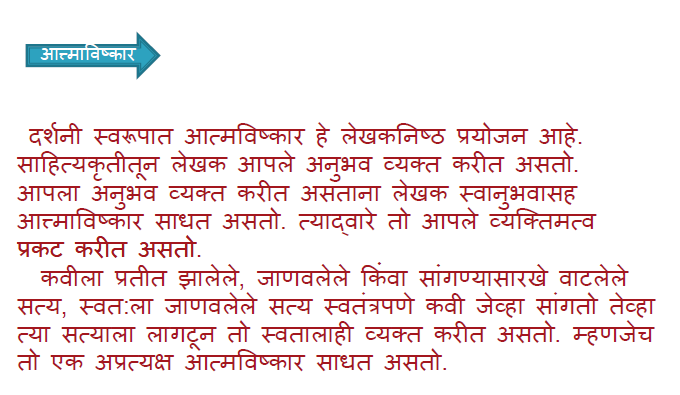 आत्त्माविष्कार
दर्शनी स्वरूपात आत्मविष्कार हे लेखकनिष्ठ प्रयोजन आहे.
साहित्यकृतीतून लेखक आपले अनुभव व्यक्त करीत असतो.
आपला अनुभव व्यक्त करीत असताना लेखक स्वानुभवासह
आत्त्माविष्कार साधत असतो. त्याद्वारे तो आपले व्यक्तिमत्व
प्रकट करीत असतो.
कवीला प्रतीत झालेले, जाणवलेले किंवा सांगण्यासारखे वाटलेले
सत्य, स्वत:ला जाणवलेले सत्य स्वतंत्रपणे कवी जेव्हा सांगतो तेव्हा
त्या सत्याला लागटून तो स्वतालाही व्यक्त करीत असतो. म्हणजेच
तो एक अप्रत्यक्ष आत्मविष्कार साधत असतो.